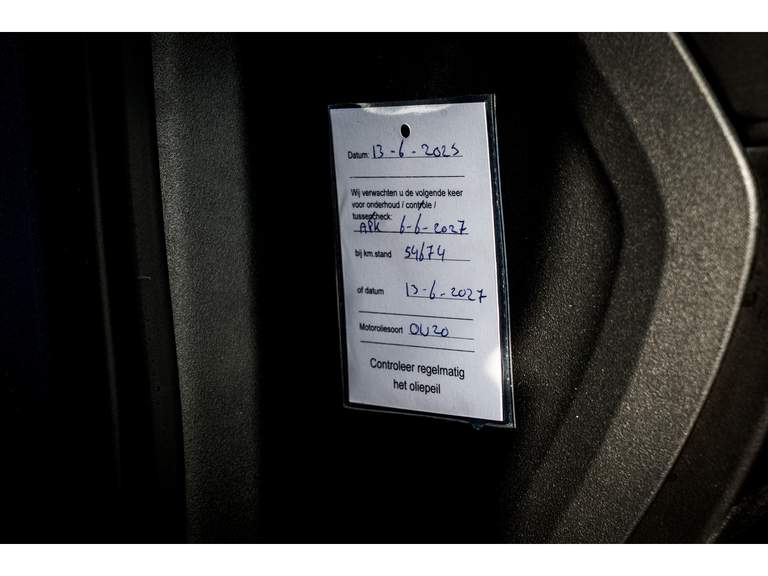 Datum: 13-6-2025
Wij verwachten u de volgende keer
voor onderhoud / controle /
tussencheck:
APK 6-6-2027
bij km.stand 54674
of datum 13-6-2027
Motoroliesoort 0W20
Controleer regelmatig
het oliepeil